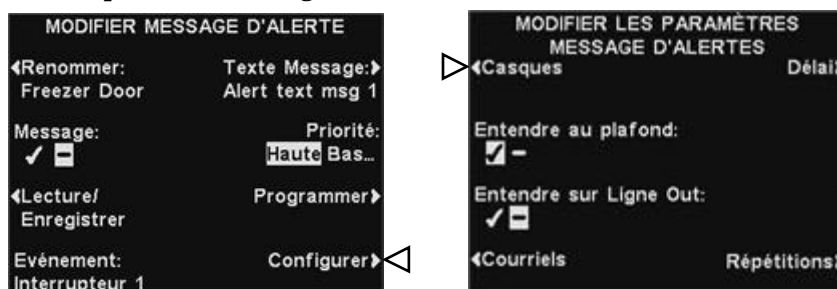 MODIFIER MESSAGE D'ALERTE
Renommer:
Freezer Door
Texte Message:
Alert text msg 1
Message:
Priorité:
Haute Bas…
Lecture/
Enregistrer
Programmer
Evénement:
Interrupteur 1
Configurer
MODIFIER LES PARAMÈTRES
MESSAGE D'ALERTES
Casques
Délai
Entendre au plafond:
Entendre sur Ligne Out:
Courriels
Répétitions